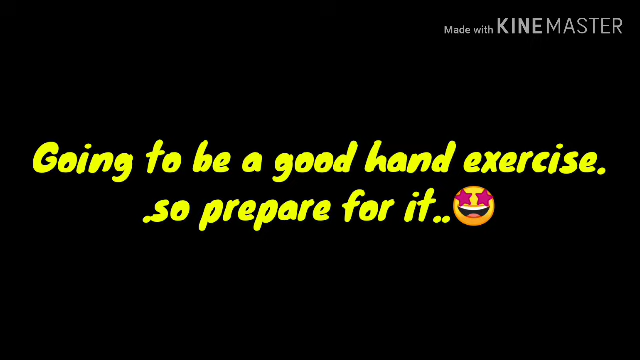 Made with KINEMASTER
Going to be a good hand exercise.
.so prepare for it..🤩